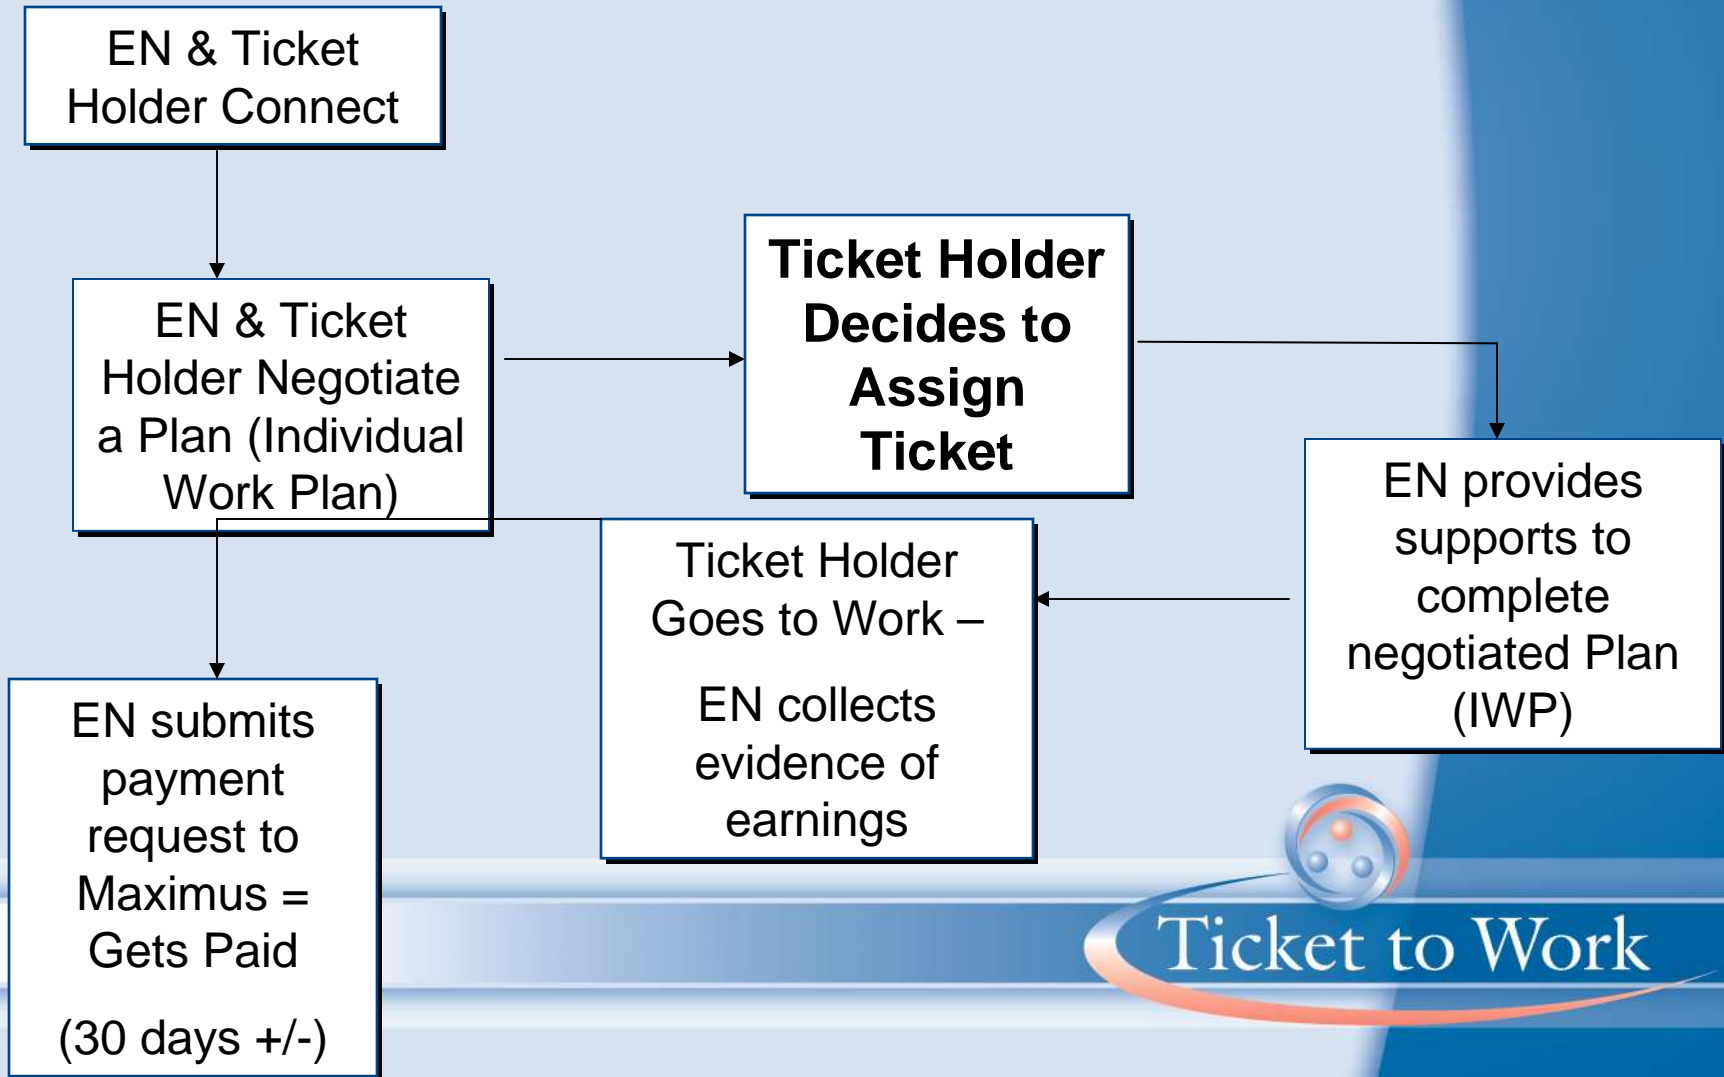 EN & Ticket
Holder Connect
EN & Ticket
Holder Negotiate
a Plan (Individual
Work Plan)
Ticket Holder
Decides to
Assign
Ticket
EN provides
supports to
complete
negotiated Plan
(IWP)
Ticket Holder
Goes to Work –
EN collects
evidence of
earnings
EN submits
payment
request to
Maximus =
Gets Paid
(30 days +/-)
Ticket to Work